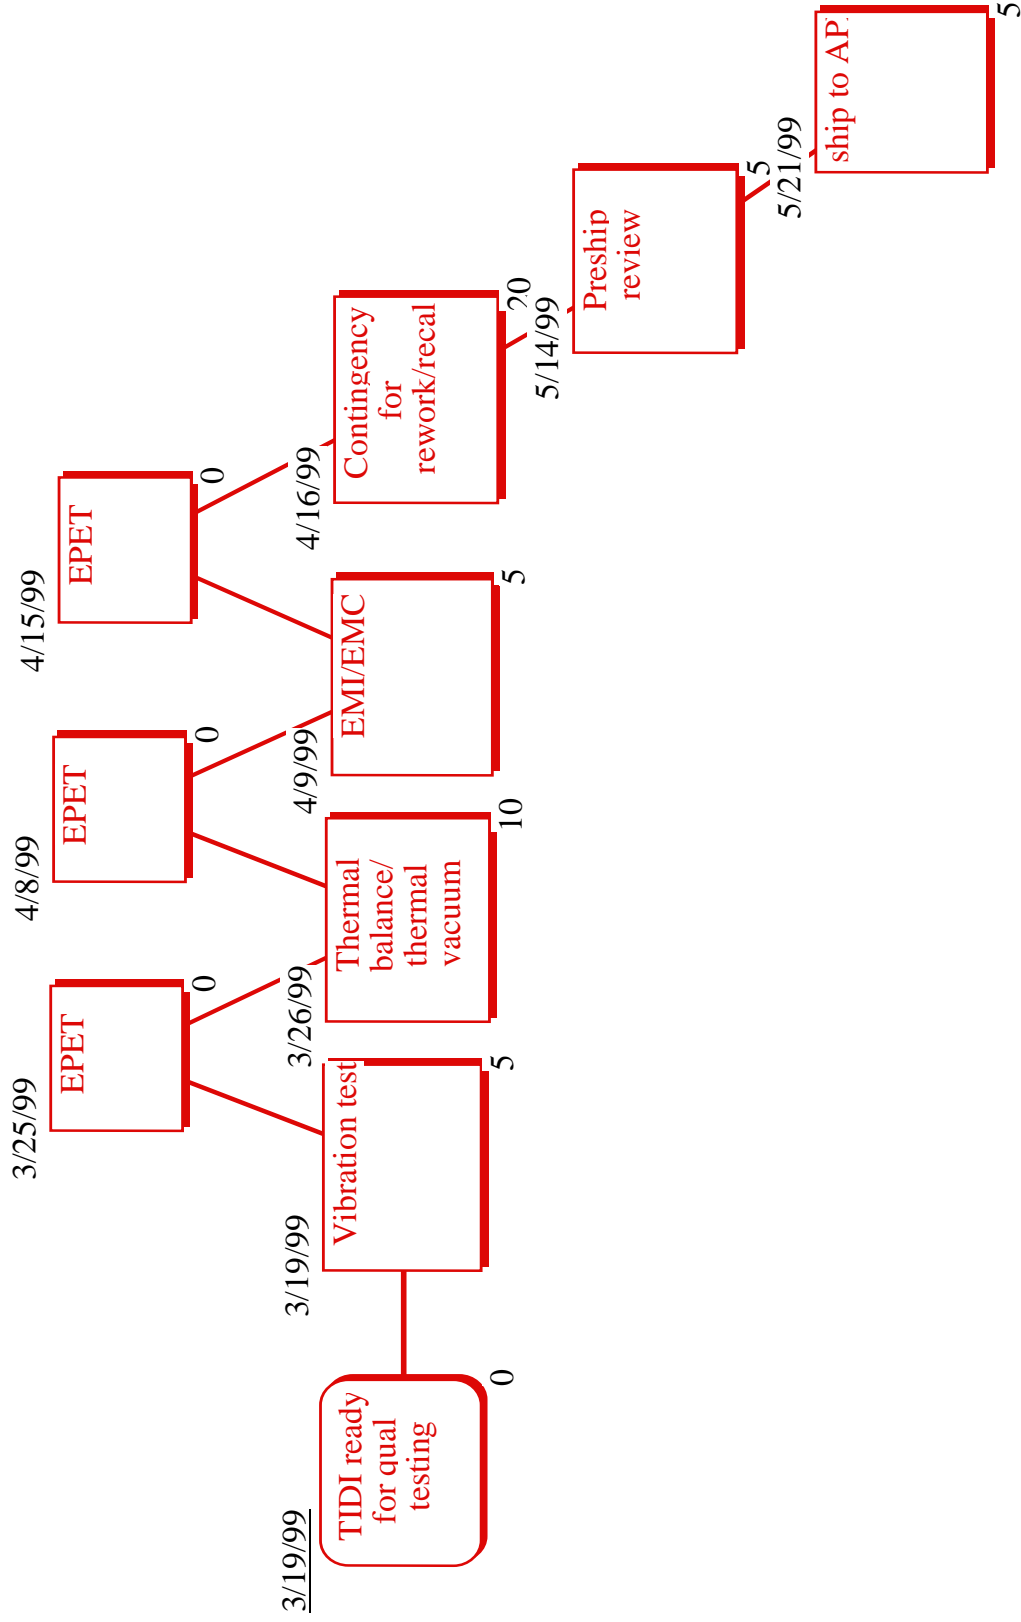 3/19/99
TIDI ready
for qual
testing
0
3/19/99
Vibration test
5
3/25/99
EPET
0
3/26/99
Thermal
balance/
thermal
vacuum
10
4/8/99
EPET
0
4/9/99
EMI/EMC
5
4/15/99
EPET
0
4/16/99
Contingency
for
rework/recal
20
5/14/99
Preship
review
5
5/21/99
ship to AP
5